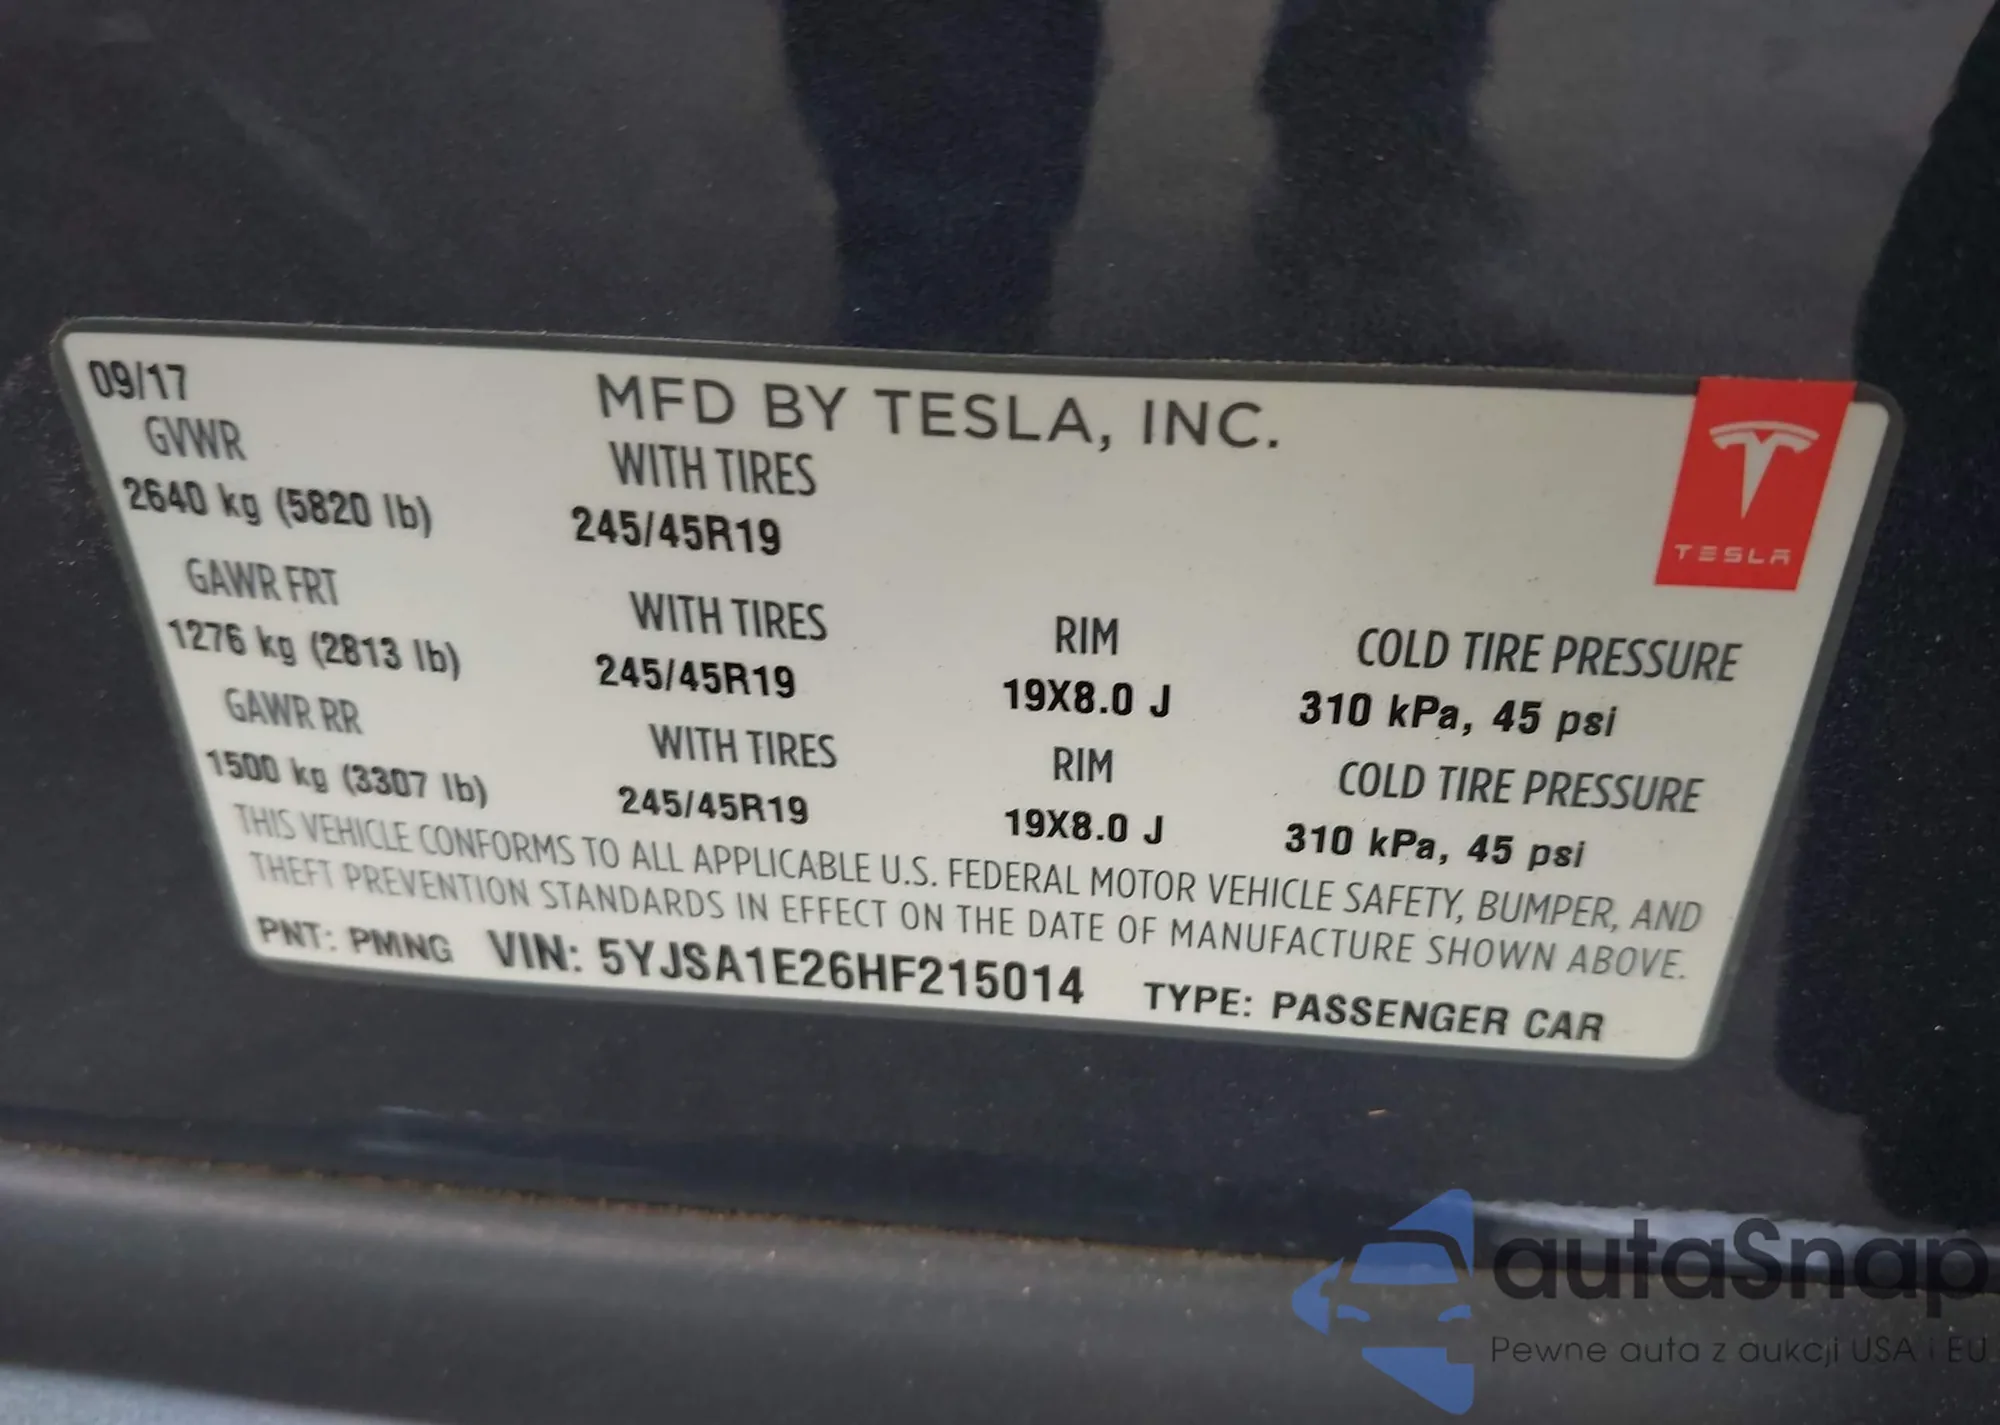 09/17
MFD BY TESLA, INC.
GVWR WITH TIRES
2640 kg (5820 lb) 245/45R19
TESLA
GAWR FRT WITH TIRES RIM COLD TIRE PRESSURE
1276 kg (2813 lb) 245/45R19 19X8.0 J 310 kPa, 45 psi
GAWR RR WITH TIRES RIM COLD TIRE PRESSURE
1500 kg (3307 lb) 245/45R19 19X8.0 J 310 kPa, 45 psi
THIS VEHICLE CONFORMS TO ALL APPLICABLE U.S. FEDERAL MOTOR VEHICLE SAFETY, BUMPER, AND
THEFT PREVENTION STANDARDS IN EFFECT ON THE DATE OF MANUFACTURE SHOWN ABOVE.
PNT: PMNG VIN: 5YJSA1E26HF215014 TYPE: PASSENGER CAR
autaSnap
Pewne auta z aukcji USA i EU